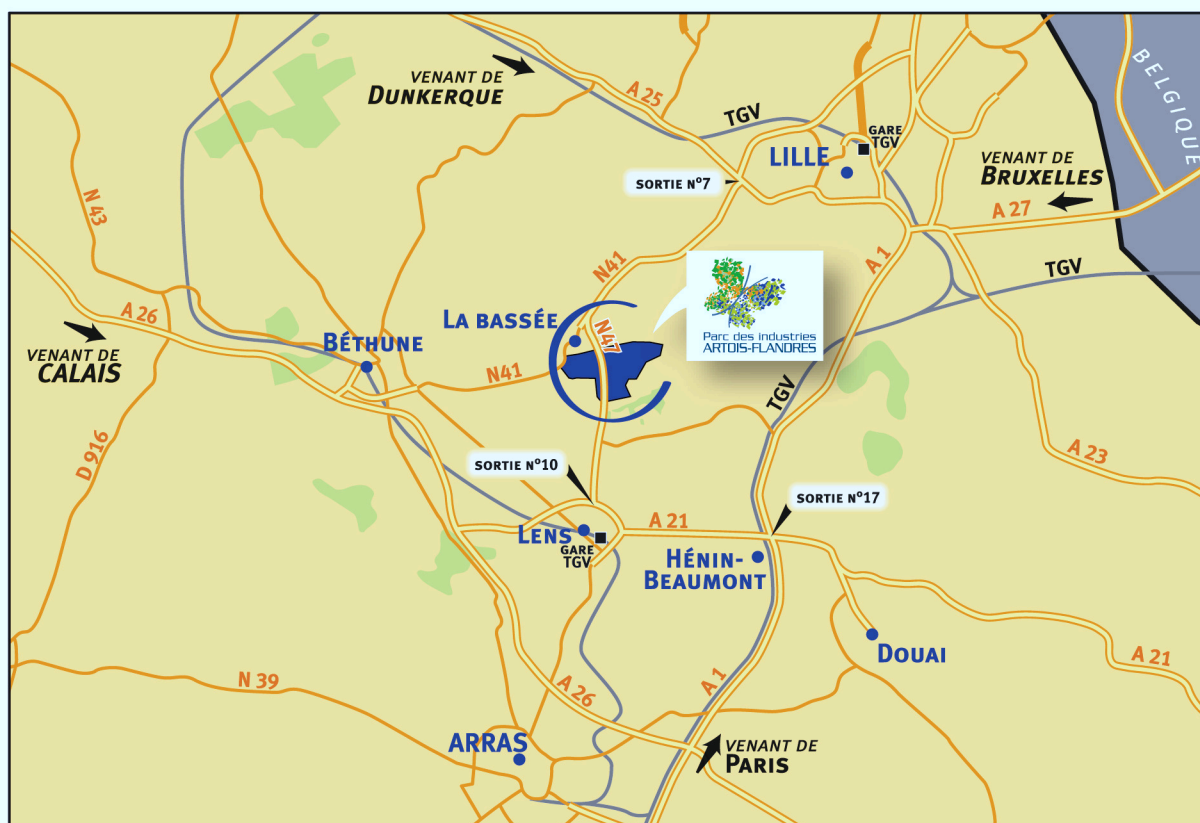 VENANT DE
DUNKERQUE
A 25
TGV
GARE
TGV
LILLE
BELGIQUE
VENANT DE
BRUXELLES
SORTIE N°7
N 43
A 27
A 1
TGV
N41
A 26
LA BASSÉE
N47
Parc des industries
ARTOIS-FLANDRES
VENANT DE
CALAIS
BÉTHUNE
N41
TGV
D 916
A 23
SORTIE N°10
SORTIE N°17
LENS
GARE
TGV
A 21
HÉNIN-
BEAUMONT
DOUAI
A 21
N 39
A 26
A 1
ARRAS
VENANT DE
PARIS